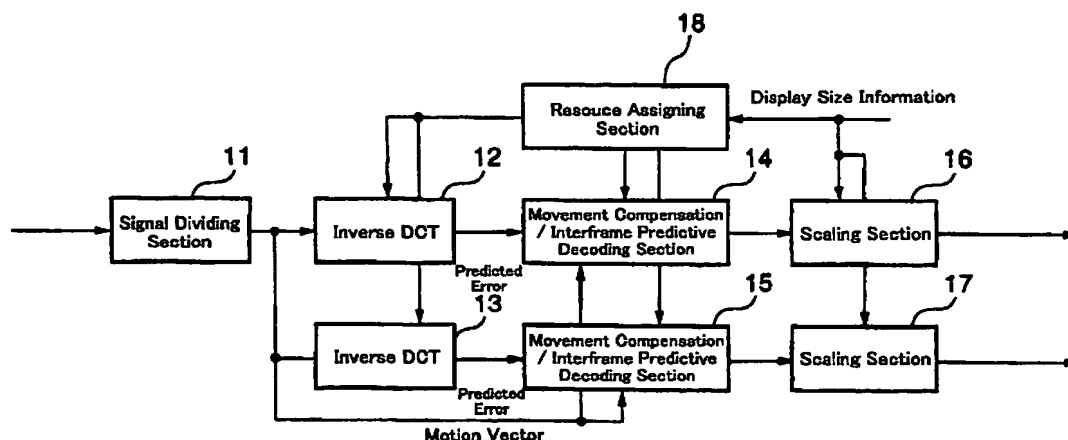 18
Resouce Assigning
Section
Display Size Information
11
12
14
16
Signal Dividing
Section
Inverse DCT
Movement Compensation
/ Interframe Predictive
Decoding Section
Scaling Section
Predicted
Error
13
15
17
Inverse DCT
Movement Compensation
/ Interframe Predictive
Decoding Section
Scaling Section
Predicted
Error
Motion Vector